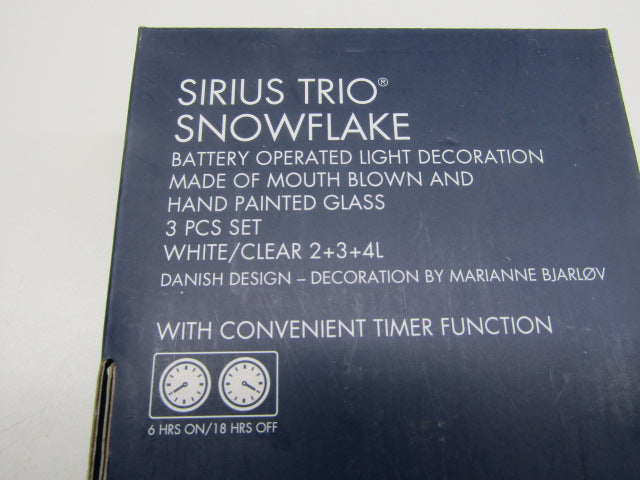 SIRIUS TRIO®
SNOWFLAKE
BATTERY OPERATED LIGHT DECORATION
MADE OF MOUTH BLOWN AND
HAND PAINTED GLASS
3 PCS SET
WHITE/CLEAR 2+3+4L
DANISH DESIGN – DECORATION BY MARIANNE BJARLØV
WITH CONVENIENT TIMER FUNCTION
6 HRS ON/18 HRS OFF